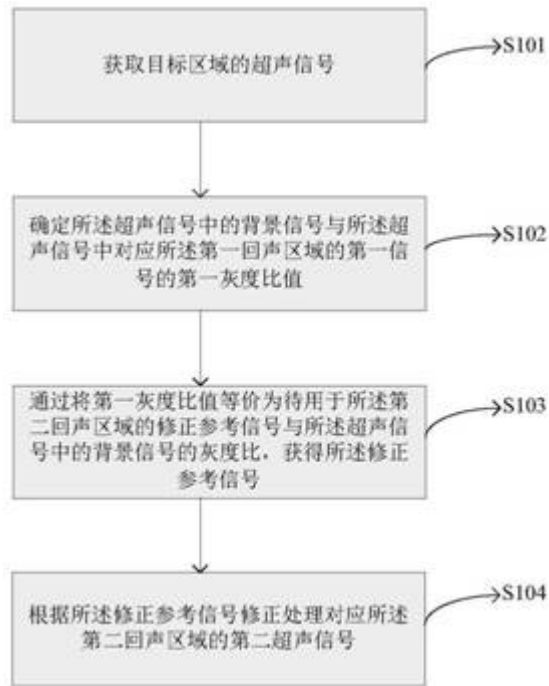 获取目标区域的超声信号
S101
确定所述超声信号中的背景信号与所述超
声信号中对应所述第一回声区域的第一信
号的第一灰度比值
S102
通过将第一灰度比值等价为待用于所述第
二回声区域的修正参考信号与所述超声信
号中的背景信号的灰度比，获得所述修正
参考信号
S103
根据所述修正参考信号修正处理对应所述
第二回声区域的第二超声信号
S104